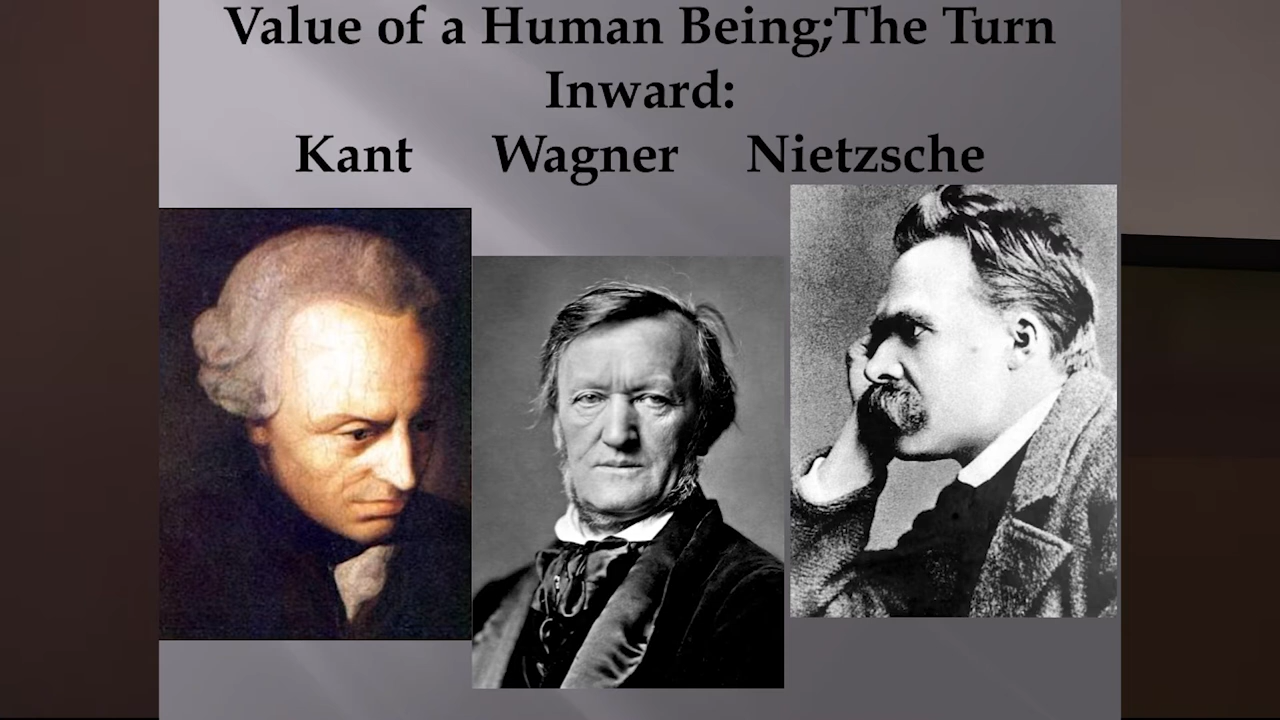 Value of a Human Being;The Turn
Inward:
Kant Wagner Nietzsche